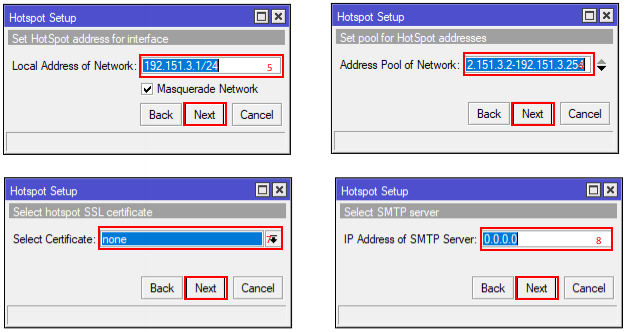 Hotspot Setup
Set HotSpot address for interface
Local Address of Network: 192.151.3.1/24 5
Masquerade Network
Back Next Cancel
Hotspot Setup
Set pool for HotSpot addresses
Address Pool of Network: 2.151.3.2-192.151.3.254
Back Next Cancel
Hotspot Setup
Select hotspot SSL certificate
Select Certificate: none 7
Back Next Cancel
Hotspot Setup
Select SMTP server
IP Address of SMTP Server: 0.0.0.0 8
Back Next Cancel